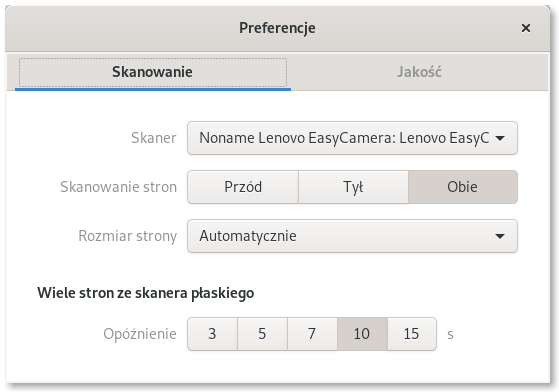 Preferencje
Skanowanie Jakość
Skaner Noname Lenovo EasyCamera: Lenovo EasyC
Skanowanie stron Przód Tył Obie
Rozmiar strony Automatycznie
Wiele stron ze skanera płaskiego
Opóźnienie 3 5 7 10 15 s